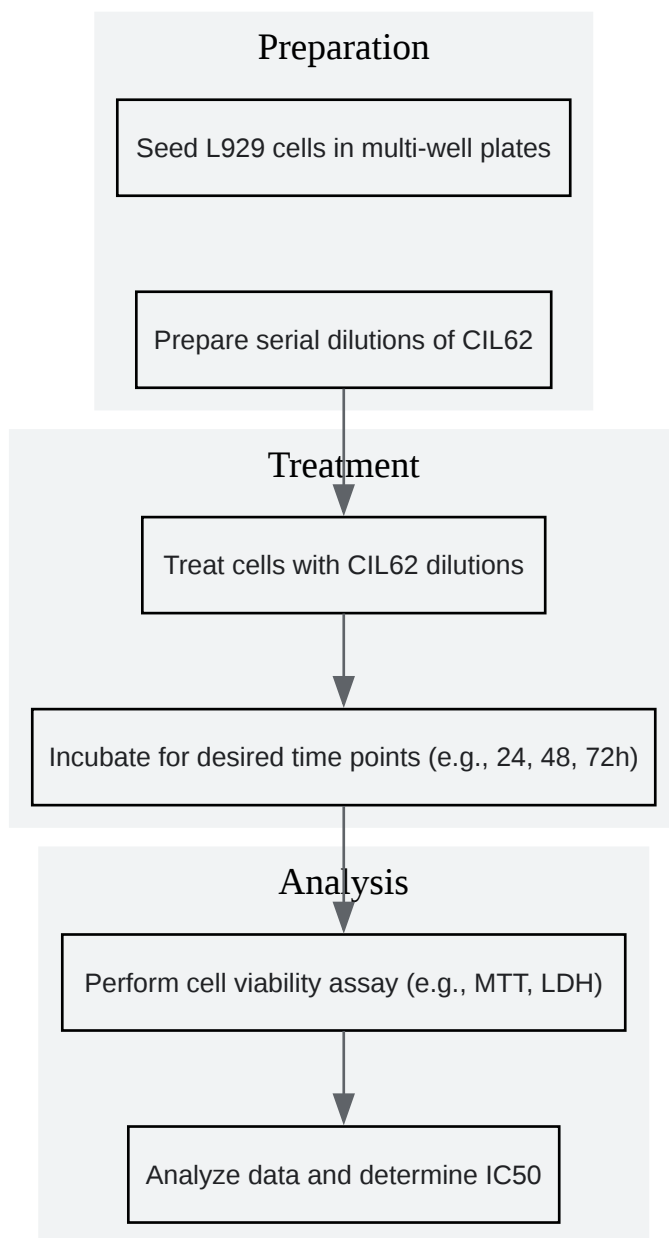 Preparation
Seed L929 cells in multi-well plates
Prepare serial dilutions of CIL62
Treatment
Treat cells with CIL62 dilutions
Incubate for desired time points (e.g., 24, 48, 72h)
Analysis
Perform cell viability assay (e.g., MTT, LDH)
Analyze data and determine IC50